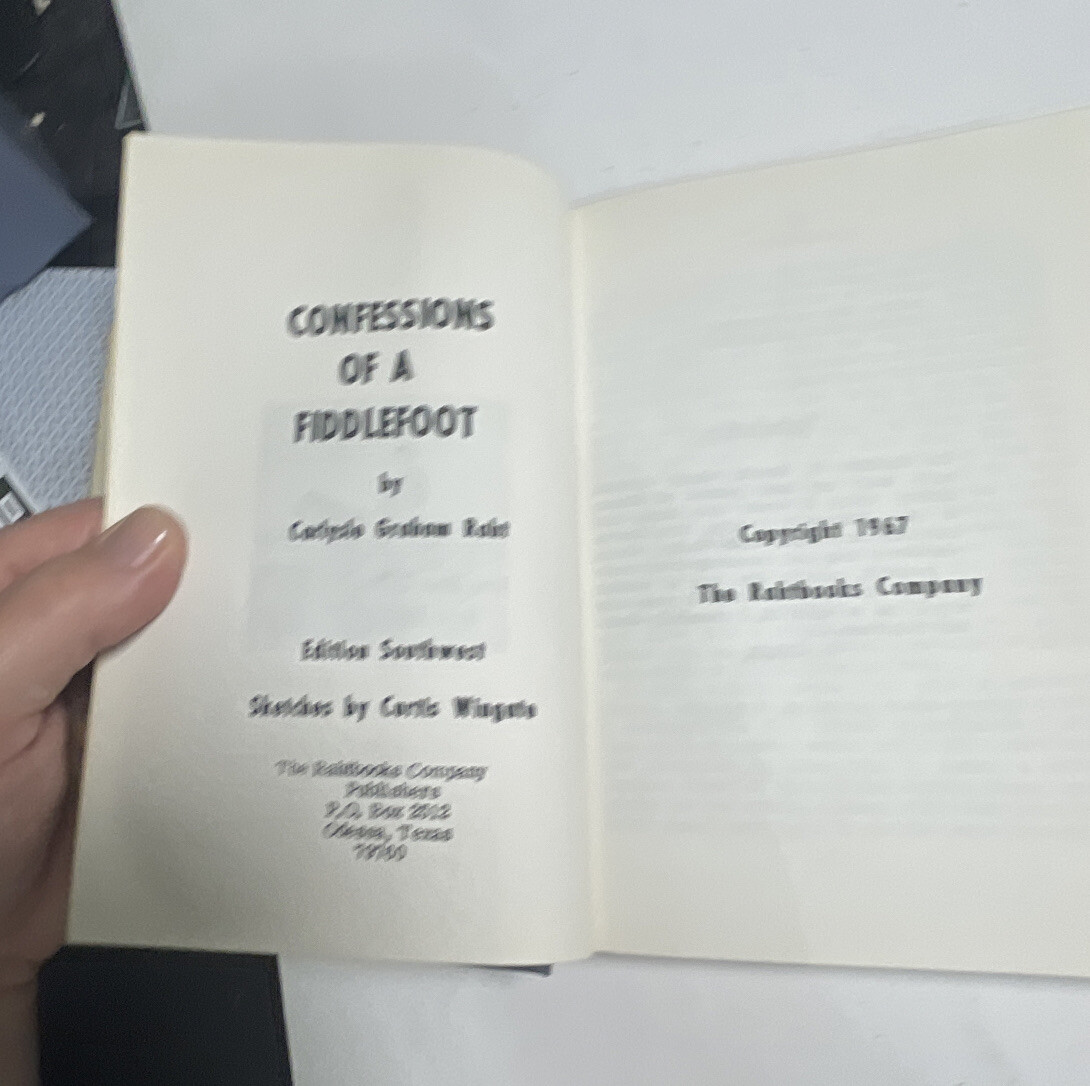 CONFESSIONS
OF A
FIDDLEFOOT
by
Carlysle Graham Raht
Edition Southwest
Sketches by Curtis Wingate
The Rahtbooks Company
Publishers
P.O. Box
Odessa, Texas
Copyright 1967
The Rahtbooks Company